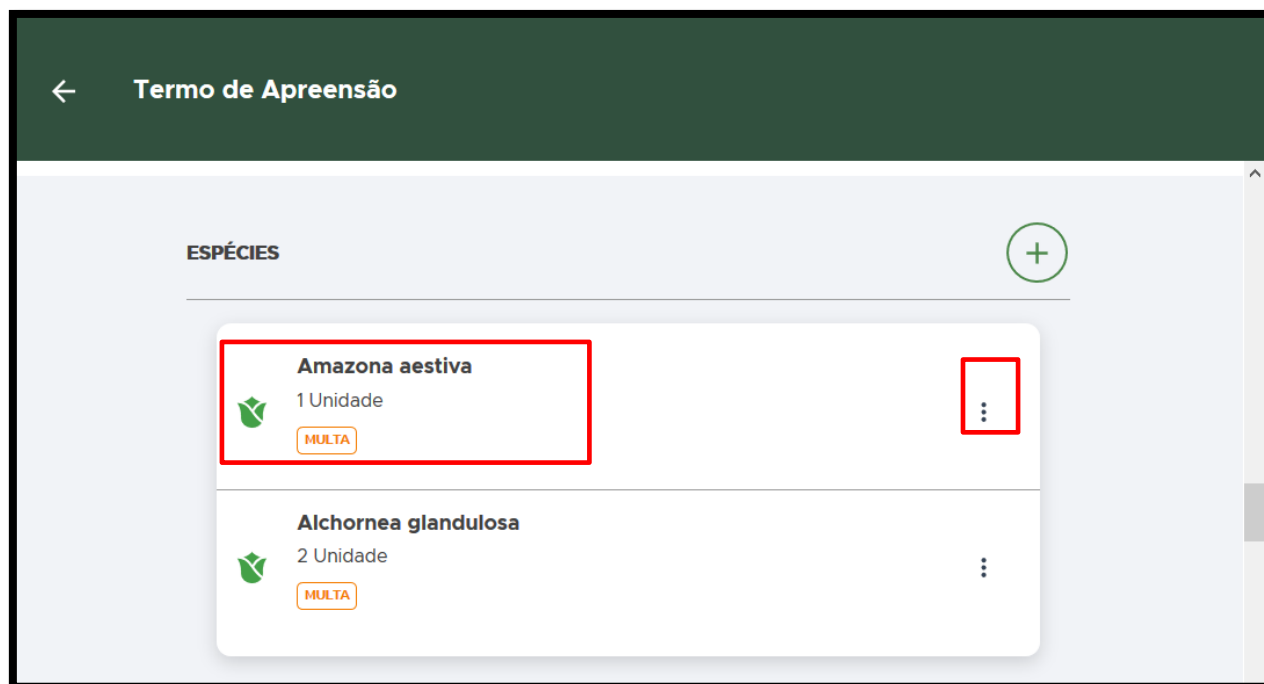 Termo de Apreensão
ESPÉCIES
Amazona aestiva
1 Unidade
MULTA
Alchornea glandulosa
2 Unidade
MULTA